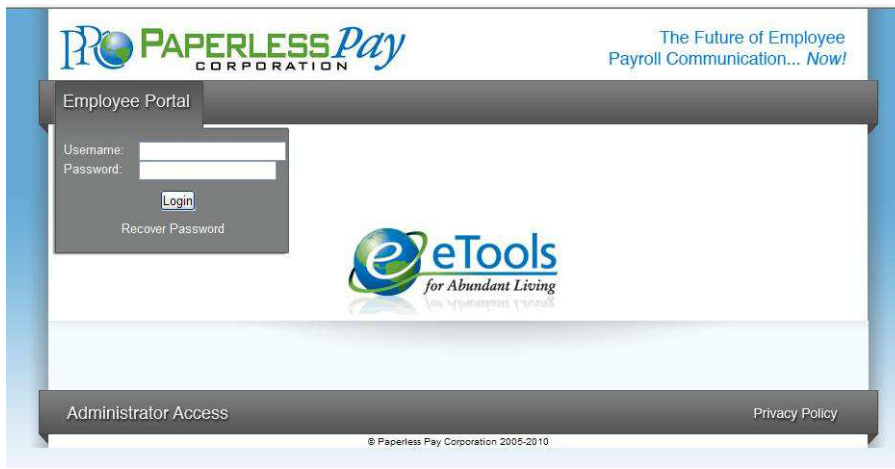 PRO PAPERLESS Pay
CORPORATION
The Future of Employee
Payroll Communication... Now!
Employee Portal
Username:
Password:
Login
Recover Password
e eTools
for Abundant Living
Administrator Access
Privacy Policy
© Paperless Pay Corporation 2005-2010